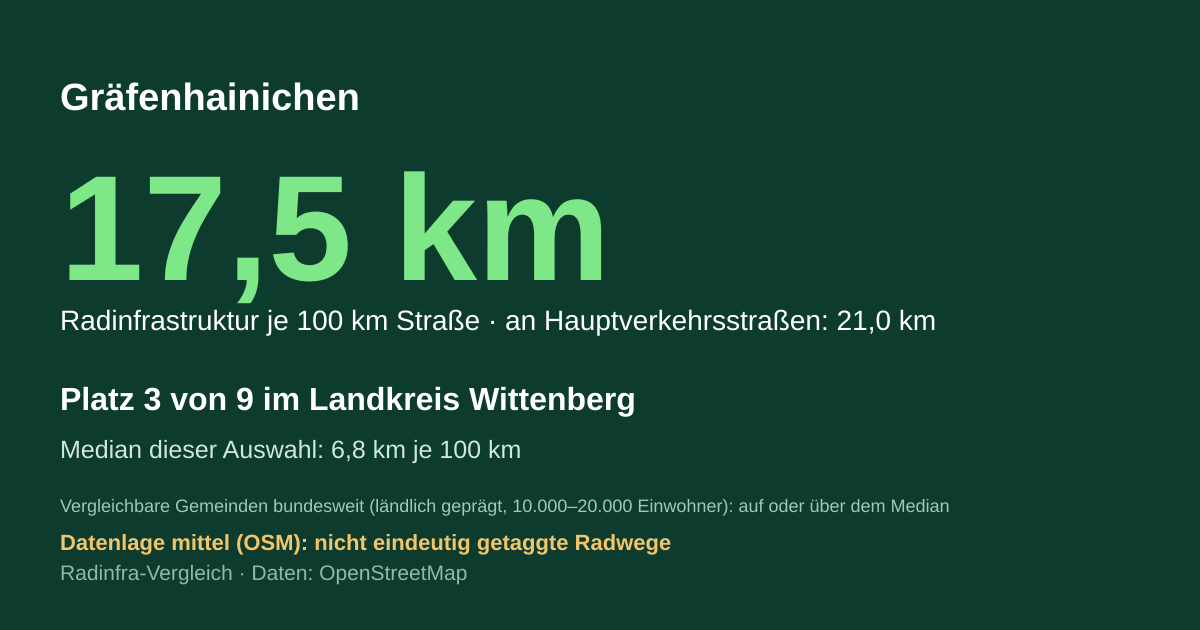 Gräfenhainichen
17,5 km
Radinfrastruktur je 100 km Straße · an Hauptverkehrsstraßen: 21,0 km
Platz 3 von 9 im Landkreis Wittenberg
Median dieser Auswahl: 6,8 km je 100 km
Vergleichbare Gemeinden bundesweit (ländlich geprägt, 10.000–20.000 Einwohner): auf oder über dem Median
Datenlage mittel (OSM): nicht eindeutig getaggte Radwege
Radinfra-Vergleich · Daten: OpenStreetMap